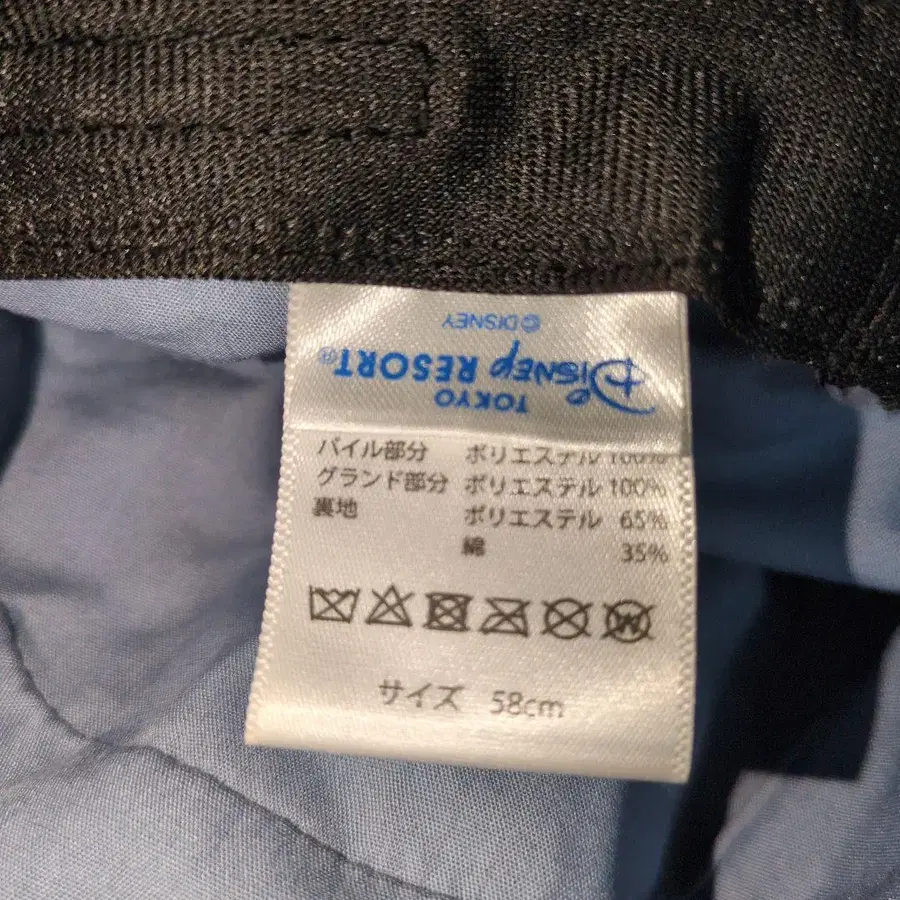 © DISNEY
TOKYO
DISNEY RESORT®
パイル部分 ポリエステル 100%
グランド部分 ポリエステル 100%
裏地 ポリエステル 65%
綿 35%
サイズ 58cm